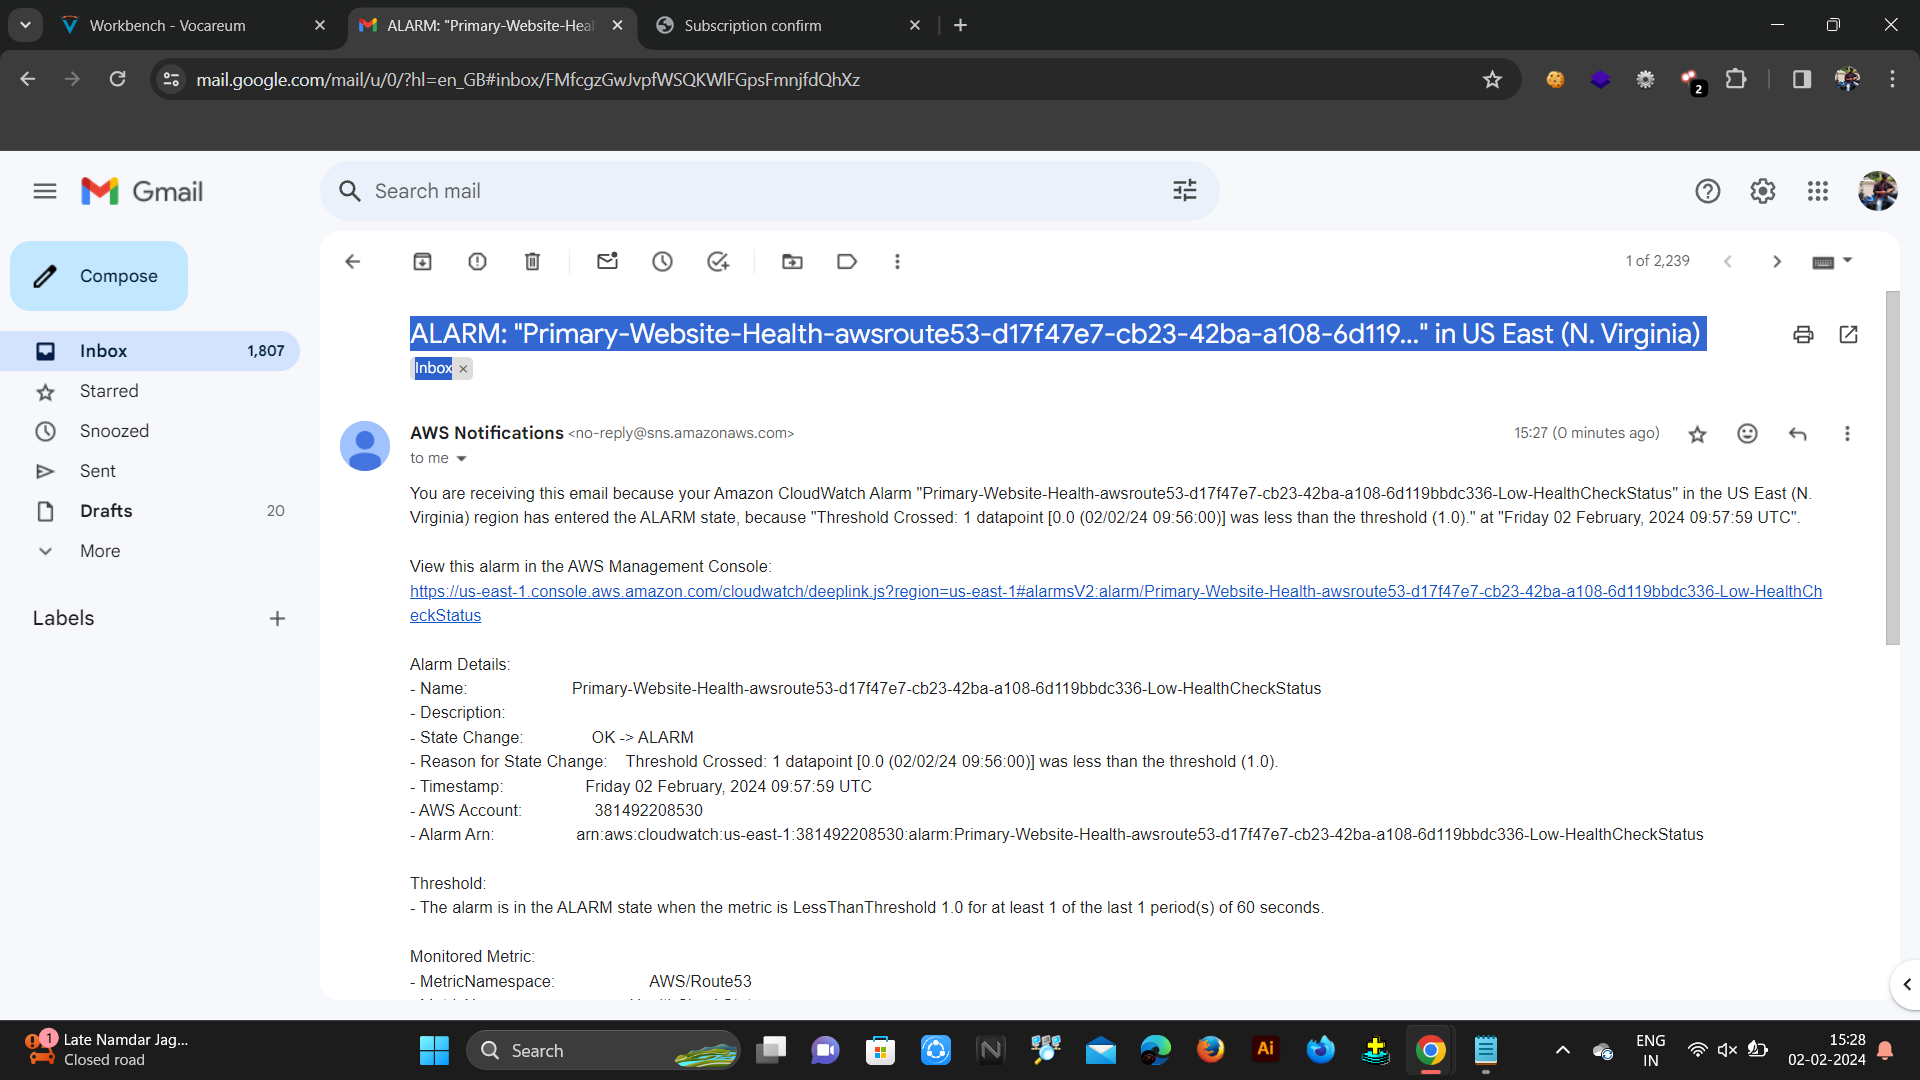 Workbench - Vocareum
ALARM: "Primary-Website-Heal
Subscription confirm
mail.google.com/mail/u/0/?hl=en_GB#inbox/FMfcgzGwJvpfWSQKWlFGpsFmnjfdQhXz
2
Gmail
Search mail
Compose
1 of 2,239
Inbox 1,807
Starred
Snoozed
Sent
Drafts 20
More
Labels
ALARM: "Primary-Website-Health-awsroute53-d17f47e7-cb23-42ba-a108-6d119..." in US East (N. Virginia)
Inbox ×
AWS Notifications <no-reply@sns.amazonaws.com>
15:27 (0 minutes ago)
to me
You are receiving this email because your Amazon CloudWatch Alarm "Primary-Website-Health-awsroute53-d17f47e7-cb23-42ba-a108-6d119bbdc336-Low-HealthCheckStatus" in the US East (N.
Virginia) region has entered the ALARM state, because "Threshold Crossed: 1 datapoint [0.0 (02/02/24 09:56:00)] was less than the threshold (1.0)." at "Friday 02 February, 2024 09:57:59 UTC".
View this alarm in the AWS Management Console:
https://us-east-1.console.aws.amazon.com/cloudwatch/deeplink.js?region=us-east-1#alarmsV2:alarm/Primary-Website-Health-awsroute53-d17f47e7-cb23-42ba-a108-6d119bbdc336-Low-HealthCh
eckStatus
Alarm Details:
- Name: Primary-Website-Health-awsroute53-d17f47e7-cb23-42ba-a108-6d119bbdc336-Low-HealthCheckStatus
- Description:
- State Change: OK -> ALARM
- Reason for State Change: Threshold Crossed: 1 datapoint [0.0 (02/02/24 09:56:00)] was less than the threshold (1.0).
- Timestamp: Friday 02 February, 2024 09:57:59 UTC
- AWS Account: 381492208530
- Alarm Arn: arn:aws:cloudwatch:us-east-1:381492208530:alarm:Primary-Website-Health-awsroute53-d17f47e7-cb23-42ba-a108-6d119bbdc336-Low-HealthCheckStatus
Threshold:
- The alarm is in the ALARM state when the metric is LessThanThreshold 1.0 for at least 1 of the last 1 period(s) of 60 seconds.
Monitored Metric:
- MetricNamespace: AWS/Route53
1
Late Namdar Jag...
Closed road
Search
Ai
ENG
IN
15:28
02-02-2024